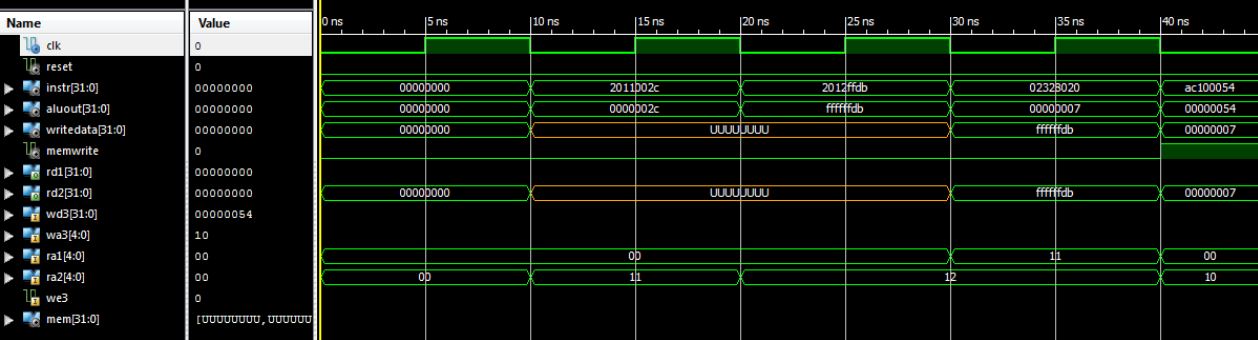 Name Value 0 ns 5 ns 10 ns 15 ns 20 ns 25 ns 30 ns 35 ns 40 ns
clk 0
reset 0
instr[31:0] 00000000 00000000 2011002c 2012ffdb 02328020 ac100054
aluout[31:0] 00000000 00000000 0000002c ffffffdb 00000007 00000054
writedata[31:0] 00000000 00000000 UUUUUUUU ffffffdb 00000007
memwrite 0
rd1[31:0] 00000000
rd2[31:0] 00000000 00000000 UUUUUUUU ffffffdb 00000007
wd3[31:0] 00000054
wa3[4:0] 10
ra1[4:0] 00 00 11 00
ra2[4:0] 00 00 11 12 10
we3 0
mem[31:0] [UUUUUUUU,UUUUUU